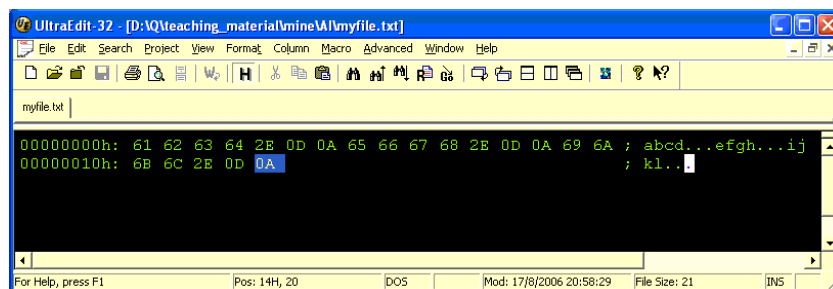 UltraEdit-32 - [D:\Q\teaching_material\mine\AI\myfile.txt]
File Edit Search Project View Format Column Macro Advanced Window Help
myfile.txt
00000000h: 61 62 63 64 2E 0D 0A 65 66 67 68 2E 0D 0A 69 6A ; abcd...efgh...ij
00000010h: 6B 6C 2E 0D 0A ; kl...
For Help, press F1 Pos: 14H, 20 DOS Mod: 17/8/2006 20:58:29 File Size: 21 INS